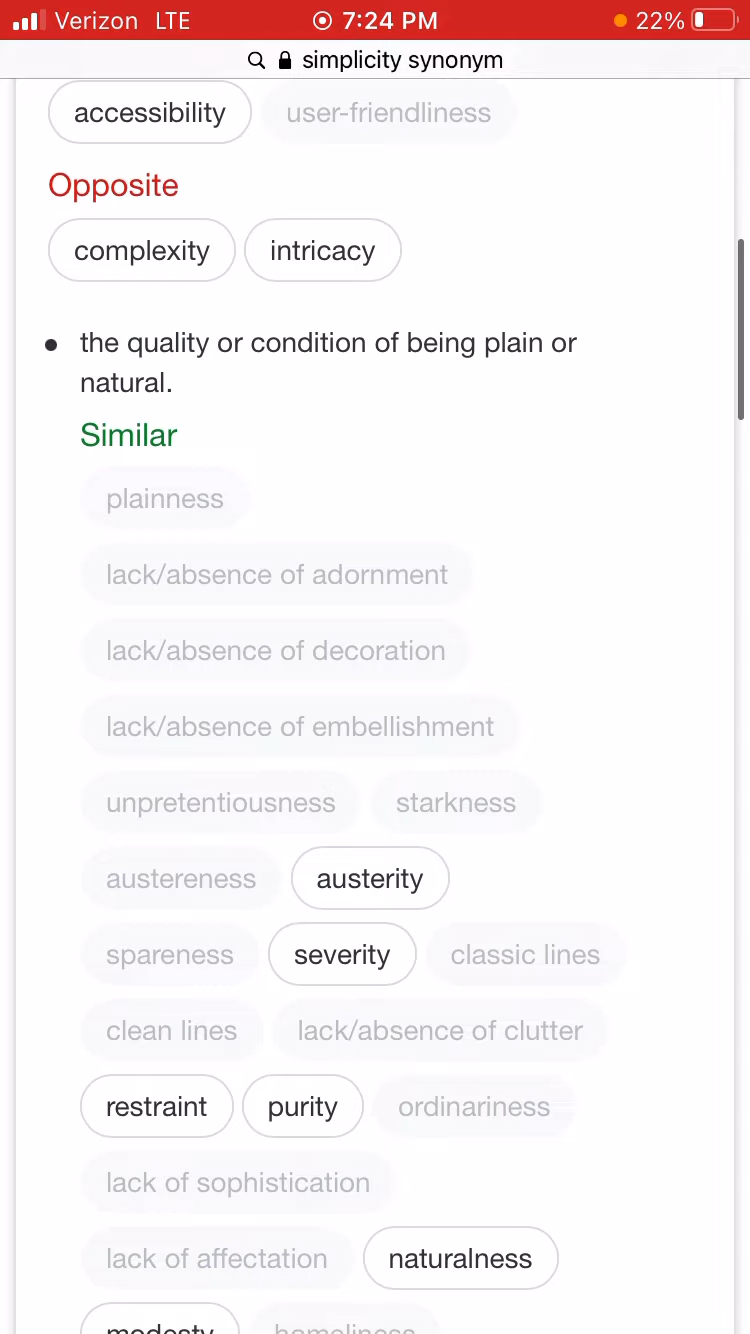 Verizon LTE 7:24 PM 22%
simplicity synonym
accessibility user-friendliness
Opposite
complexity intricacy
• the quality or condition of being plain or
natural.
Similar
plainness
lack/absence of adornment
lack/absence of decoration
lack/absence of embellishment
unpretentiousness starkness
austereness austerity
spareness severity classic lines
clean lines lack/absence of clutter
restraint purity ordinariness
lack of sophistication
lack of affectation naturalness
modesty homeliness